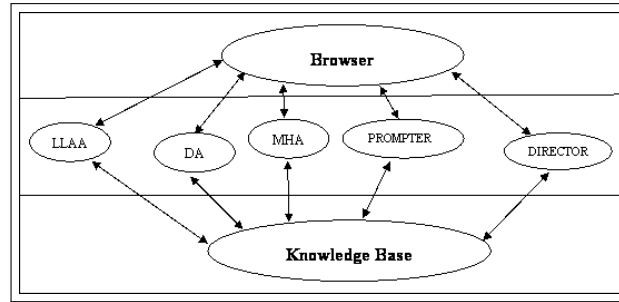 Browser
LLAA
DA
MHA
PROMPTER
DIRECTOR
Knowledge Base